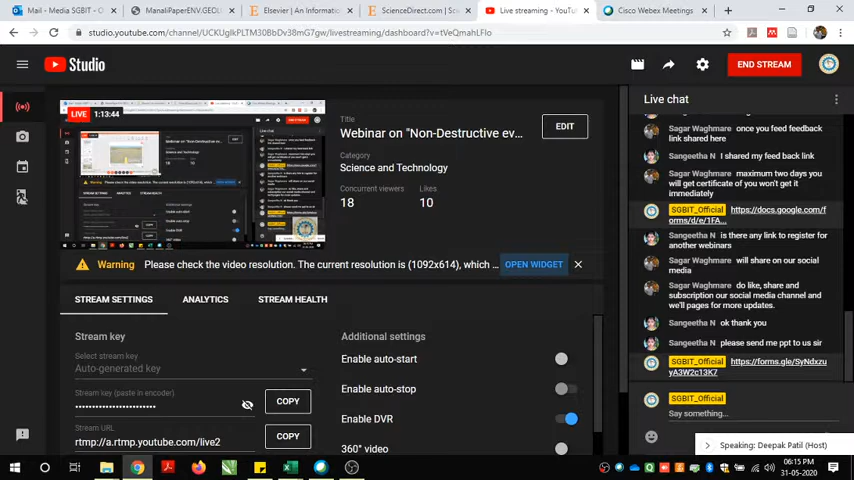 Mail - Media SGBIT - Outlook
ManaliPaperENV.GEOL
Elsevier | An Informatio
ScienceDirect.com | S
Live streaming - YouTu
Cisco Webex Meetings
studio.youtube.com/channel/
/livestreaming/dashboard?v=tVeQmahLFlo
Studio
END STREAM
LIVE 1:13:44
Title
Webinar on "Non-Destructive ev...
EDIT
Category
Science and Technology
Concurrent viewers
Likes
18
10
Warning Please check the video resolution. The current resolution is (1092x614), which ...
OPEN WIDGET
STREAM SETTINGS
ANALYTICS
STREAM HEALTH
Stream key
Select stream key
Auto-generated key
Stream key (paste in encoder)
COPY
Stream URL
rtmp://a.rtmp.youtube.com/live2
COPY
Additional settings
Enable auto-start
Enable auto-stop
Enable DVR
360° video
Live chat
Sagar Waghmare once you feed feedback
link shared here
Sangeetha N I shared my feed back link
Sagar Waghmare maximum two days you
will get certificate of you won't get it
immediately
SGBIT_Official https://docs.google.com/f
orms/d/e/1FA...
Sangeetha N is there any link to register for
another webinars
Sagar Waghmare will share on our social
media
Sagar Waghmare do like, share and
subscription our social media channel and
we'll pages for more updates.
Sangeetha N ok thank you
Sangeetha N please send me ppt to us sir
SGBIT_Official https://forms.gle/SyNdxzu
yA3W2c13K7
SGBIT_Official
Say something...
Speaking: Deepak Patil (Host)
06:15 PM
31-05-2020